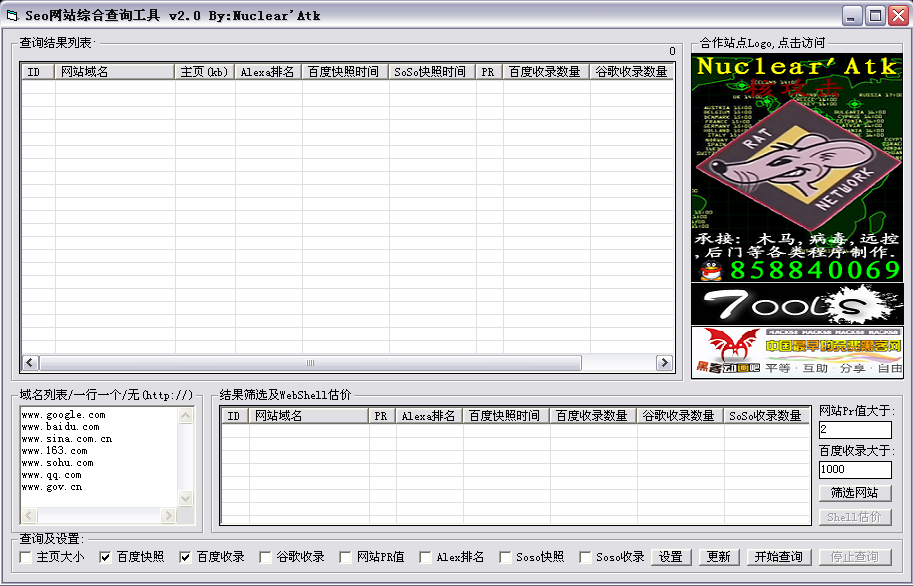 Seo网站综合查询工具 v2.0 By:Nuclear'Atk
查询结果列表:
0
ID 网站域名 主页(kb) Alexa排名 百度快照时间 SoSo快照时间 PR 百度收录数量 谷歌收录数量
合作站点Logo,点击访问
Nuclear'Atk
核攻击
RAT
NETWORK
承接: 木马,病毒,远控
,后门等各类程序制作.
858840069
7OOLS
中国最早的免费黑客网
黑客动画吧 平等·互助·分享·自由
域名列表/一行一个/无(http://)
www.google.com
www.baidu.com
www.sina.com.cn
www.163.com
www.sohu.com
www.qq.com
www.gov.cn
结果筛选及WebShell估价
ID 网站域名 PR Alexa排名 百度快照时间 百度收录数量 谷歌收录数量 SoSo收录数量
网站Pr值大于:
2
百度收录大于:
1000
筛选网站
Shell估价
查询及设置:
主页大小 百度快照 百度收录 谷歌收录 网站PR值 Alex排名 Soso快照 Soso收录 设置 更新 开始查询 停止查询